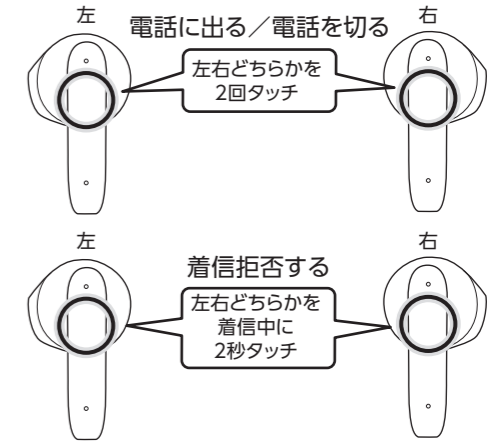 左
電話に出る／電話を切る
右
左右どちらかを
2回タッチ
左
右
着信拒否する
左右どちらかを
着信中に
2秒タッチ